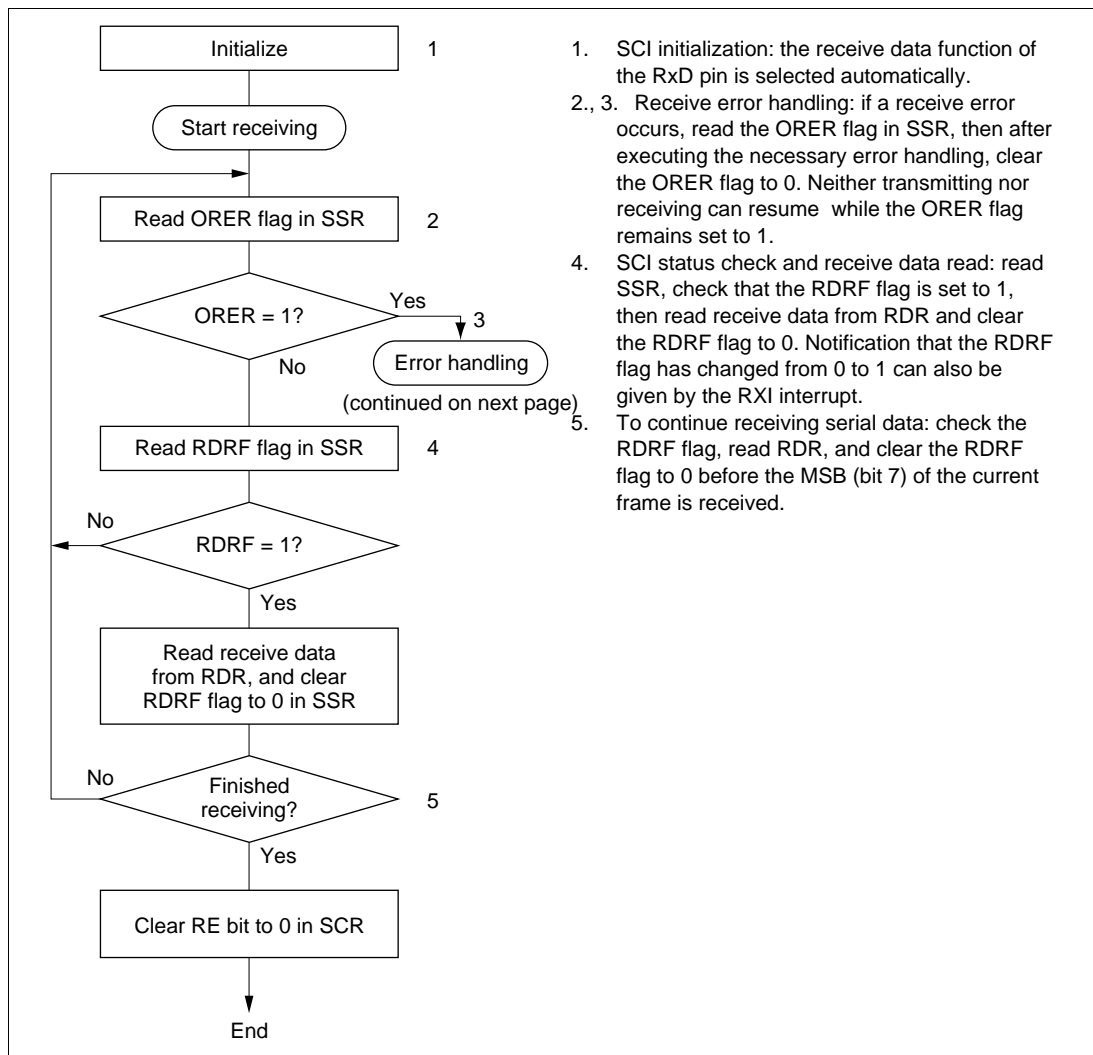 Initialize
1
Start receiving
Read ORER flag in SSR
2
ORER = 1?
Yes
3
No
Error handling
(continued on next page)
Read RDRF flag in SSR
4
No
RDRF = 1?
Yes
Read receive data
from RDR, and clear
RDRF flag to 0 in SSR
No
Finished
receiving?
5
Yes
Clear RE bit to 0 in SCR
End
1. SCI initialization: the receive data function of
the RxD pin is selected automatically.
2., 3. Receive error handling: if a receive error
occurs, read the ORER flag in SSR, then after
executing the necessary error handling, clear
the ORER flag to 0. Neither transmitting nor
receiving can resume while the ORER flag
remains set to 1.
4. SCI status check and receive data read: read
SSR, check that the RDRF flag is set to 1,
then read receive data from RDR and clear
the RDRF flag to 0. Notification that the RDRF
flag has changed from 0 to 1 can also be
given by the RXI interrupt.
5. To continue receiving serial data: check the
RDRF flag, read RDR, and clear the RDRF
flag to 0 before the MSB (bit 7) of the current
frame is received.